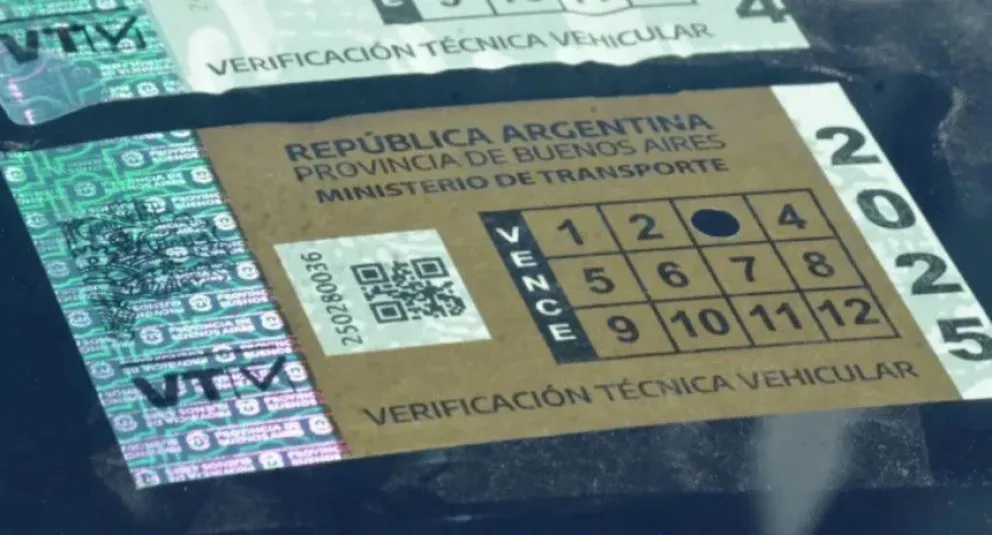 VTV
4
VERIFICACIÓN TÉCNICA VEHICULAR
REPÚBLICA ARGENTINA
PROVINCIA DE BUENOS AIRES
MINISTERIO DE TRANSPORTE
2025
VENCE
1 2 4
5 6 7 8
9 10 11 12
250280036
VTV
VERIFICACIÓN TÉCNICA VEHICULAR